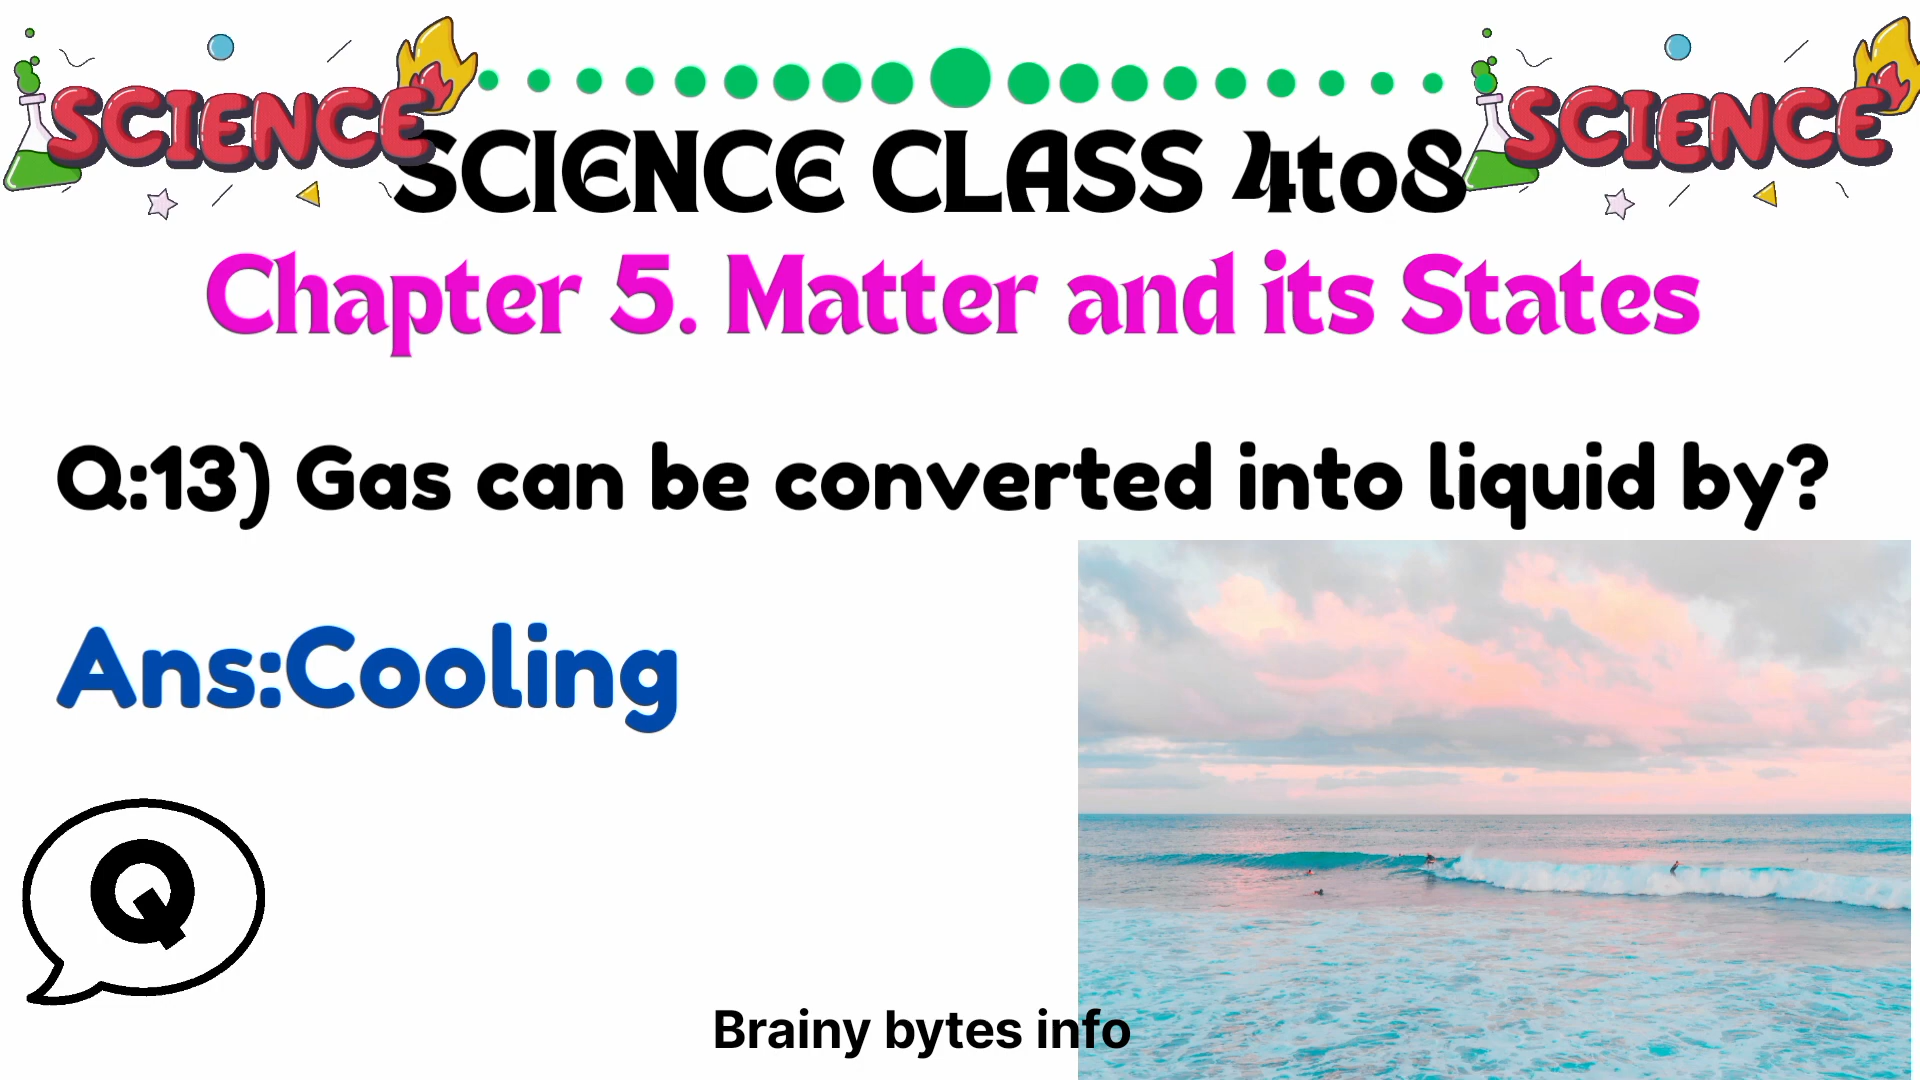 SCIENCE SCIENCE
SCIENCE CLASS 4to8
Chapter 5. Matter and its States
Q:13) Gas can be converted into liquid by?
Ans:Cooling
Q
Brainy bytes info